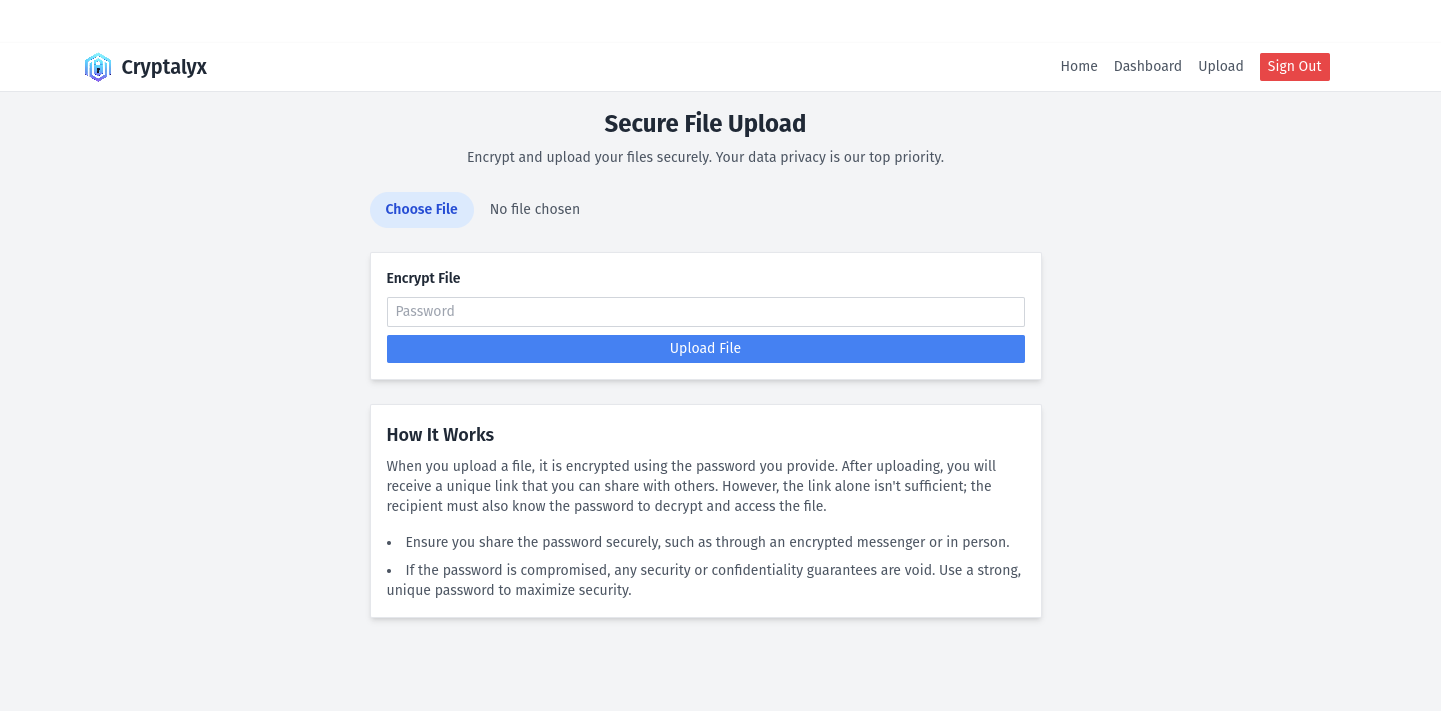 Cryptalyx
Home Dashboard Upload Sign Out
Secure File Upload
Encrypt and upload your files securely. Your data privacy is our top priority.
Choose File No file chosen
Encrypt File
Password
Upload File
How It Works
When you upload a file, it is encrypted using the password you provide. After uploading, you will
receive a unique link that you can share with others. However, the link alone isn't sufficient; the
recipient must also know the password to decrypt and access the file.
• Ensure you share the password securely, such as through an encrypted messenger or in person.
• If the password is compromised, any security or confidentiality guarantees are void. Use a strong,
unique password to maximize security.